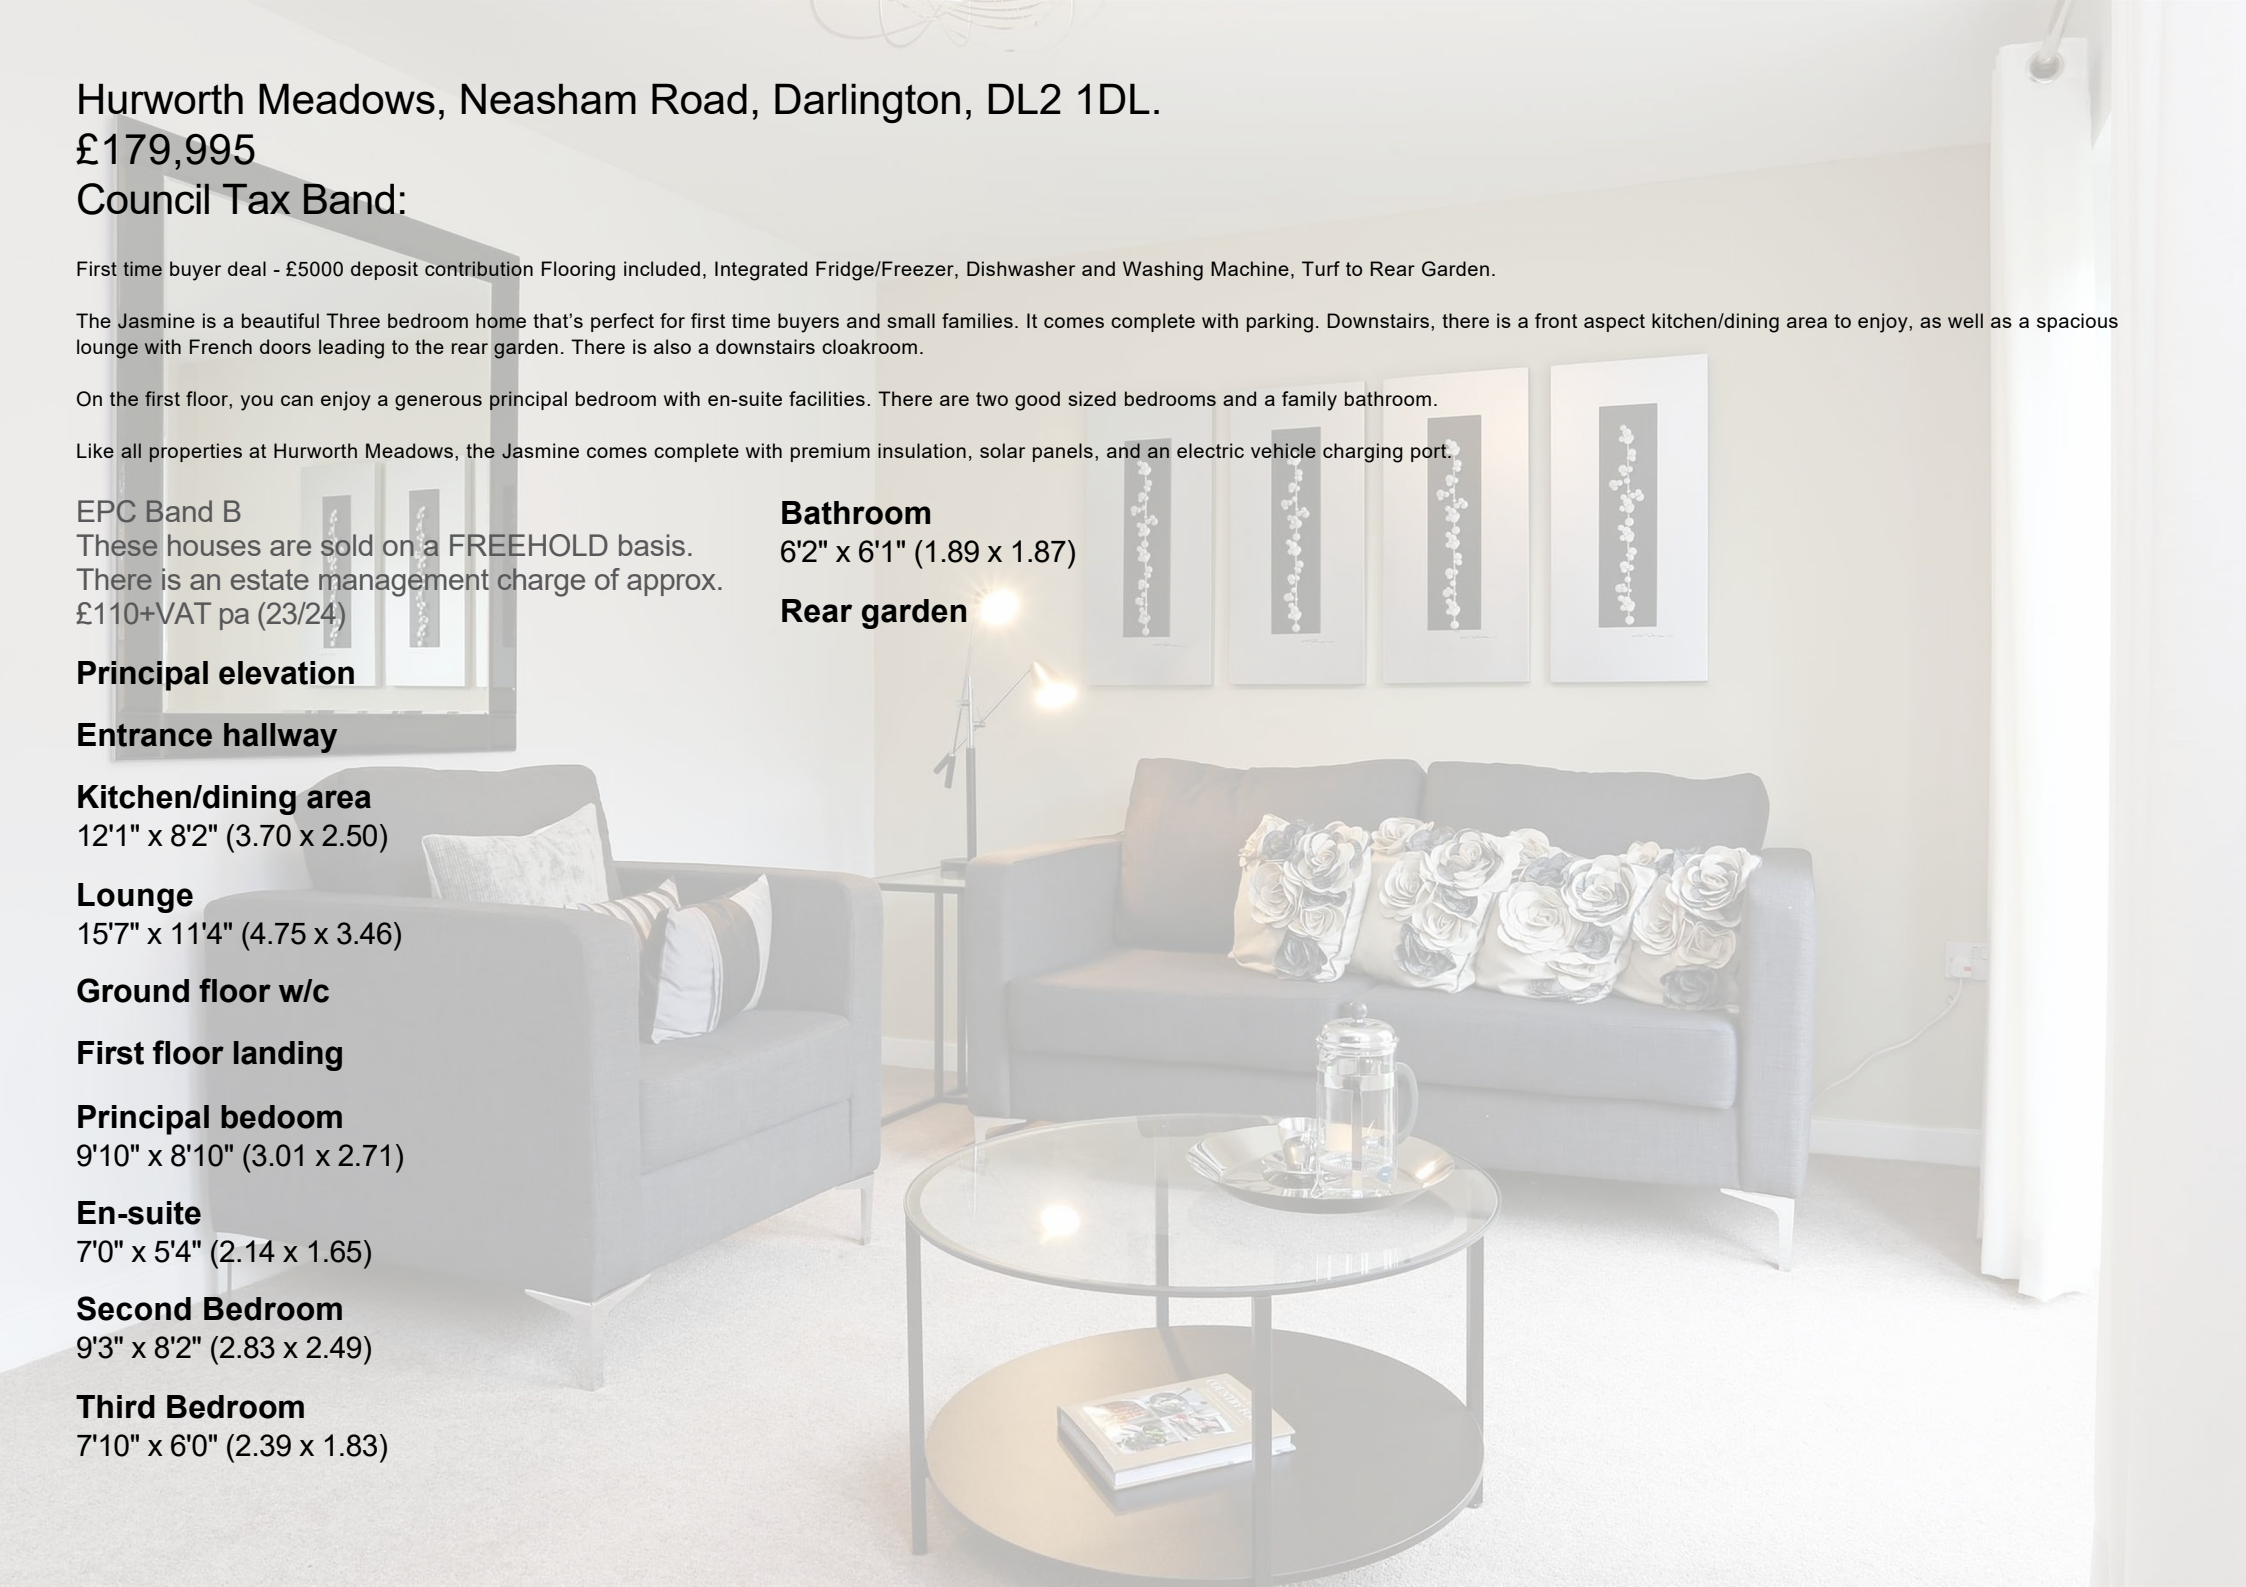 Hurworth Meadows, Neasham Road, Darlington, DL2 1DL.
£179,995
Council Tax Band:
First time buyer deal - £5000 deposit contribution Flooring included, Integrated Fridge/Freezer, Dishwasher and Washing Machine, Turf to Rear Garden.
The Jasmine is a beautiful Three bedroom home that’s perfect for first time buyers and small families. It comes complete with parking. Downstairs, there is a front aspect kitchen/dining area to enjoy, as well as a spacious
lounge with French doors leading to the rear garden. There is also a downstairs cloakroom.
On the first floor, you can enjoy a generous principal bedroom with en-suite facilities. There are two good sized bedrooms and a family bathroom.
Like all properties at Hurworth Meadows, the Jasmine comes complete with premium insulation, solar panels, and an electric vehicle charging port.
EPC Band B
These houses are sold on a FREEHOLD basis.
There is an estate management charge of approx.
£110+VAT pa (23/24)
Principal elevation
Entrance hallway
Kitchen/dining area
12'1" x 8'2" (3.70 x 2.50)
Lounge
15'7" x 11'4" (4.75 x 3.46)
Ground floor w/c
First floor landing
Principal bedoom
9'10" x 8'10" (3.01 x 2.71)
En-suite
7'0" x 5'4" (2.14 x 1.65)
Second Bedroom
9'3" x 8'2" (2.83 x 2.49)
Third Bedroom
7'10" x 6'0" (2.39 x 1.83)
Bathroom
6'2" x 6'1" (1.89 x 1.87)
Rear garden